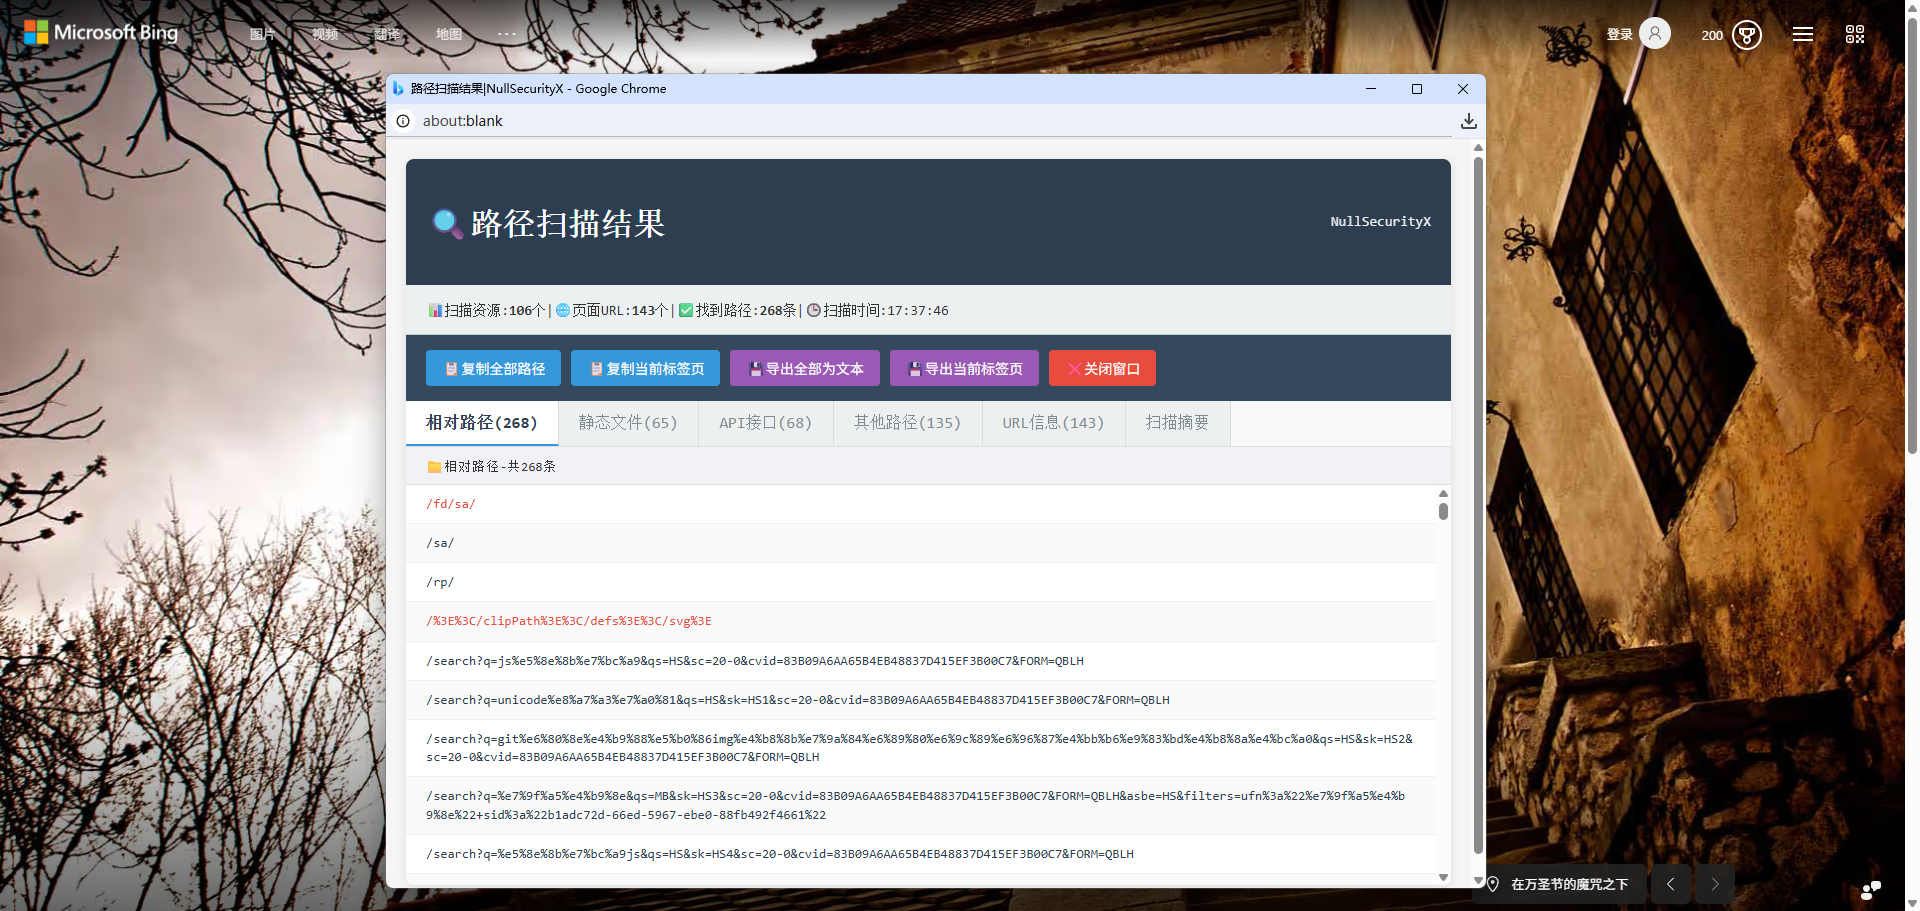 Microsoft Bing
图片
视频
翻译
地图
...
登录
200
路径扫描结果|NullSecurityX - Google Chrome
about:blank
路径扫描结果
NullSecurityX
扫描资源:106个|页面URL:143个|找到路径:268条|扫描时间:17:37:46
复制全部路径
复制当前标签页
导出全部为文本
导出当前标签页
关闭窗口
相对路径(268)
静态文件(65)
API接口(68)
其他路径(135)
URL信息(143)
扫描摘要
相对路径-共268条
/fd/sa/
/sa/
/rp/
/%3E%3C/clipPath%3E%3C/defs%3E%3C/svg%3E
/search?q=js%e5%8e%8b%e7%bc%a9&qs=HS&sc=20-0&cvid=83B09A6AA65B4EB48837D415EF3B00C7&FORM=QBLH
/search?q=unicode%e8%a7%a3%e7%a0%81&qs=HS&sk=HS1&sc=20-0&cvid=83B09A6AA65B4EB48837D415EF3B00C7&FORM=QBLH
/search?q=git%e6%80%8e%e4%b9%88%e5%b0%86img%e4%b8%8b%e7%9a%84%e6%89%80%e6%9c%89%e6%96%87%e4%bb%b6%e9%83%bd%e4%b8%8a%e4%bc%a0&qs=HS&sk=HS2&
sc=20-0&cvid=83B09A6AA65B4EB48837D415EF3B00C7&FORM=QBLH
/search?q=%e7%9f%a5%e4%b9%8e&qs=MB&sk=HS3&sc=20-0&cvid=83B09A6AA65B4EB48837D415EF3B00C7&FORM=QBLH&asbe=HS&filters=ufn%3a%22%e7%9f%a5%e4%b
9%8e%22+sid%3a%22b1adc72d-66ed-5967-ebe0-88fb492f4661%22
/search?q=%e5%8e%8b%e7%bc%a9js&qs=HS&sk=HS4&sc=20-0&cvid=83B09A6AA65B4EB48837D415EF3B00C7&FORM=QBLH
在万圣节的魔咒之下